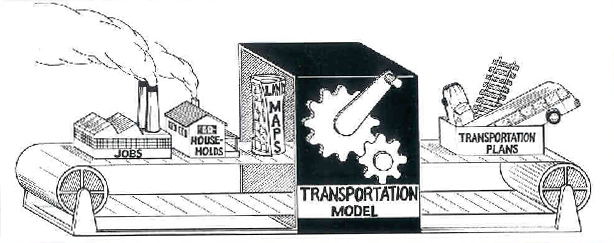 JOBS
HOUSE-
HOLDS
MAPS
TRANSPORTATION
MODEL
TRANSPORTATION
PLANS